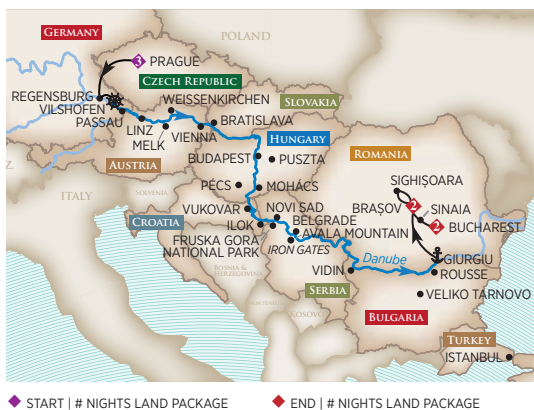 GERMANY
POLAND
3
PRAGUE
CZECH REPUBLIC
REGENSBURG
WEISSENKIRCHEN
SLOVAKIA
VILSHOFEN
PASSAU
BRATISLAVA
LINZ
MELK
VIENNA
HUNGARY
BUDAPEST
PUSZTA
AUSTRIA
ROMANIA
SIGHIȘOARA
ITALY
SLOVENIA
PÉCS
MOHÁCS
BRAȘOV
2
SINAIA
VUKOVAR
NOVI SAD
CROATIA
ILOK
BELGRADE
2
BUCHAREST
FRUSKA GORA
NATIONAL PARK
AVALA MOUNTAIN
IRON GATES
BOSNIA &
HERZEGOVINA
VIDIN
Danube
GIURGIU
ROUSSE
SERBIA
VELIKO TARNOVO
MONTENEGRO
KOSOVO
BULGARIA
TURKEY
ISTANBUL
START | # NIGHTS LAND PACKAGE
END | # NIGHTS LAND PACKAGE